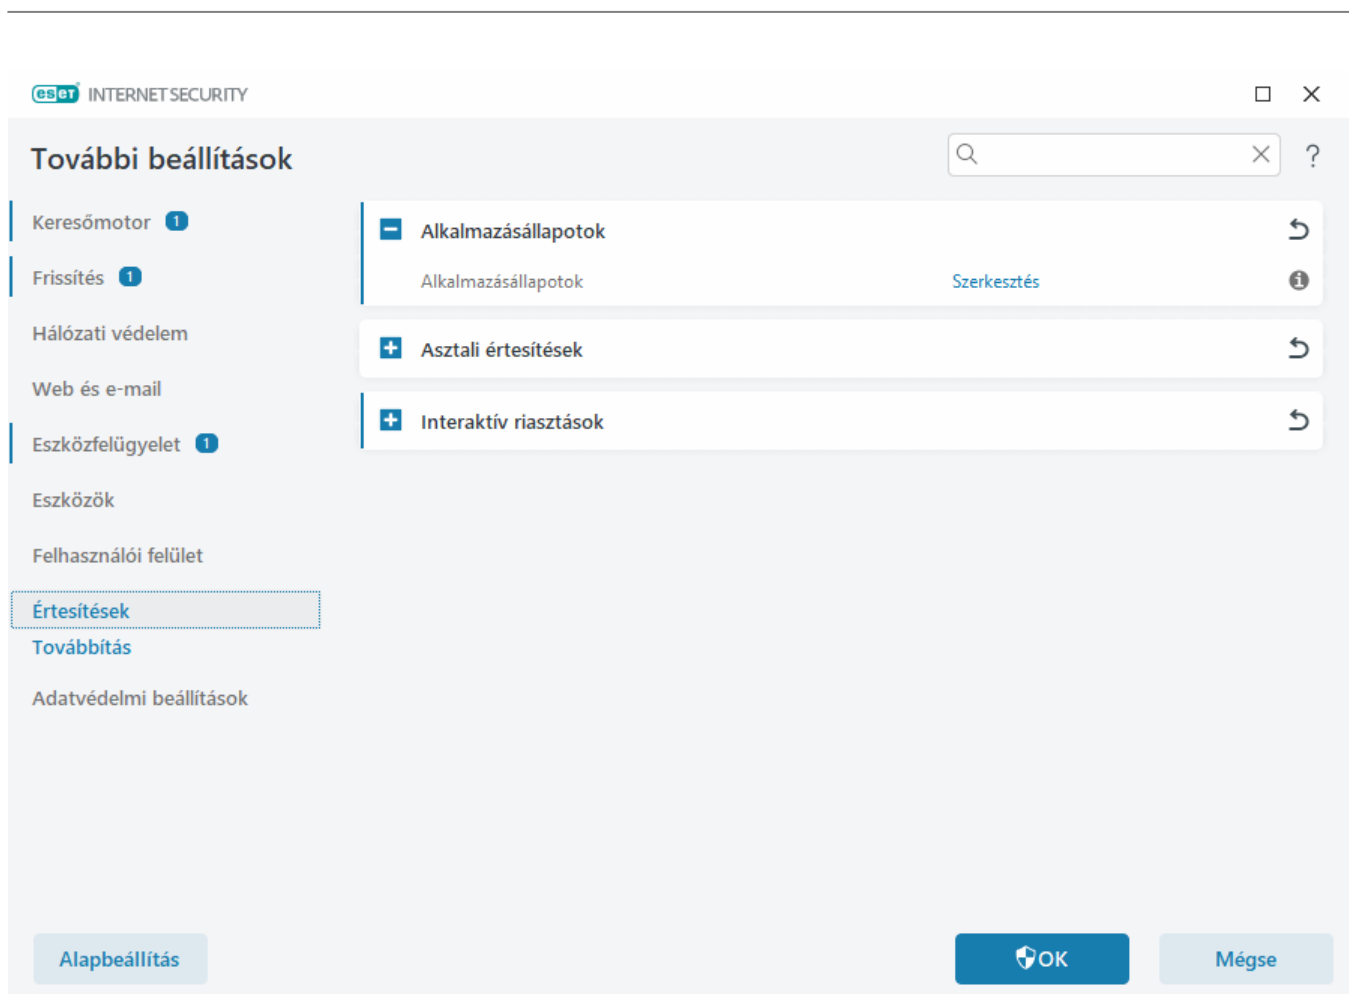 eset INTERNET SECURITY
További beállítások
?
Keresőmotor 1
Frissítés 1
Hálózati védelem
Web és e-mail
Eszközfelügyelet 1
Eszközök
Felhasználói felület
Értesítések
Továbbítás
Adatvédelmi beállítások
Alkalmazásállapotok
Alkalmazásállapotok Szerkesztés
Asztali értesítések
Interaktív riasztások
Alapbeállítás
OK
Mégse